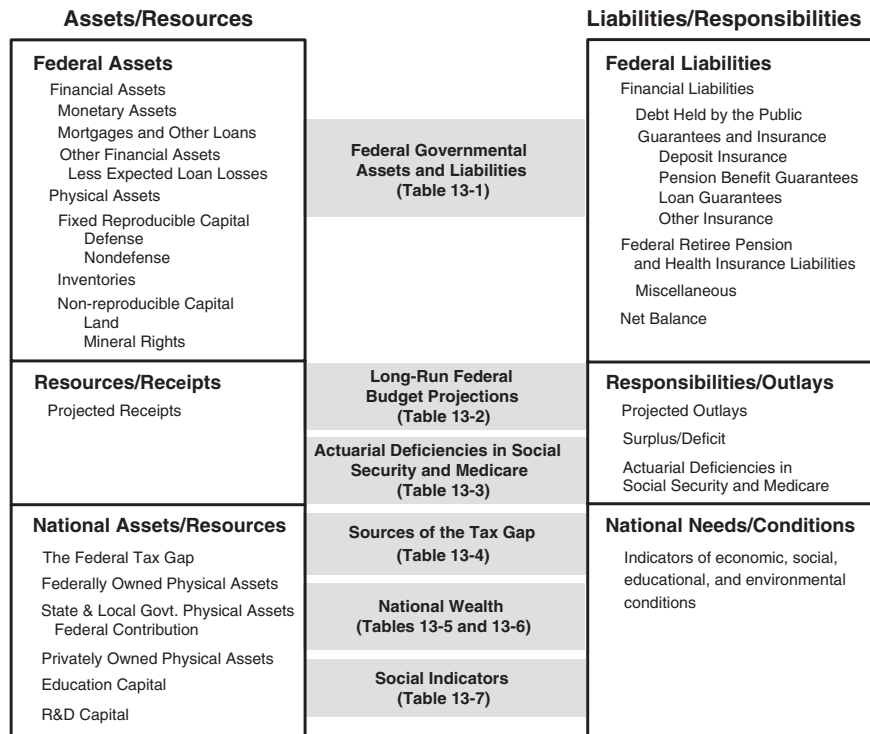 Assets/Resources
Liabilities/Responsibilities
Federal Assets
Financial Assets
Monetary Assets
Mortgages and Other Loans
Other Financial Assets
Less Expected Loan Losses
Physical Assets
Fixed Reproducible Capital
Defense
Nondefense
Inventories
Non-reproducible Capital
Land
Mineral Rights
Federal Governmental
Assets and Liabilities
(Table 13-1)
Federal Liabilities
Financial Liabilities
Debt Held by the Public
Guarantees and Insurance
Deposit Insurance
Pension Benefit Guarantees
Loan Guarantees
Other Insurance
Federal Retiree Pension
and Health Insurance Liabilities
Miscellaneous
Net Balance
Resources/Receipts
Projected Receipts
Long-Run Federal
Budget Projections
(Table 13-2)
Actuarial Deficiencies in Social
Security and Medicare
(Table 13-3)
Responsibilities/Outlays
Projected Outlays
Surplus/Deficit
Actuarial Deficiencies in
Social Security and Medicare
National Assets/Resources
The Federal Tax Gap
Federally Owned Physical Assets
State & Local Govt. Physical Assets
Federal Contribution
Privately Owned Physical Assets
Education Capital
R&D Capital
Sources of the Tax Gap
(Table 13-4)
National Wealth
(Tables 13-5 and 13-6)
Social Indicators
(Table 13-7)
National Needs/Conditions
Indicators of economic, social,
educational, and environmental
conditions